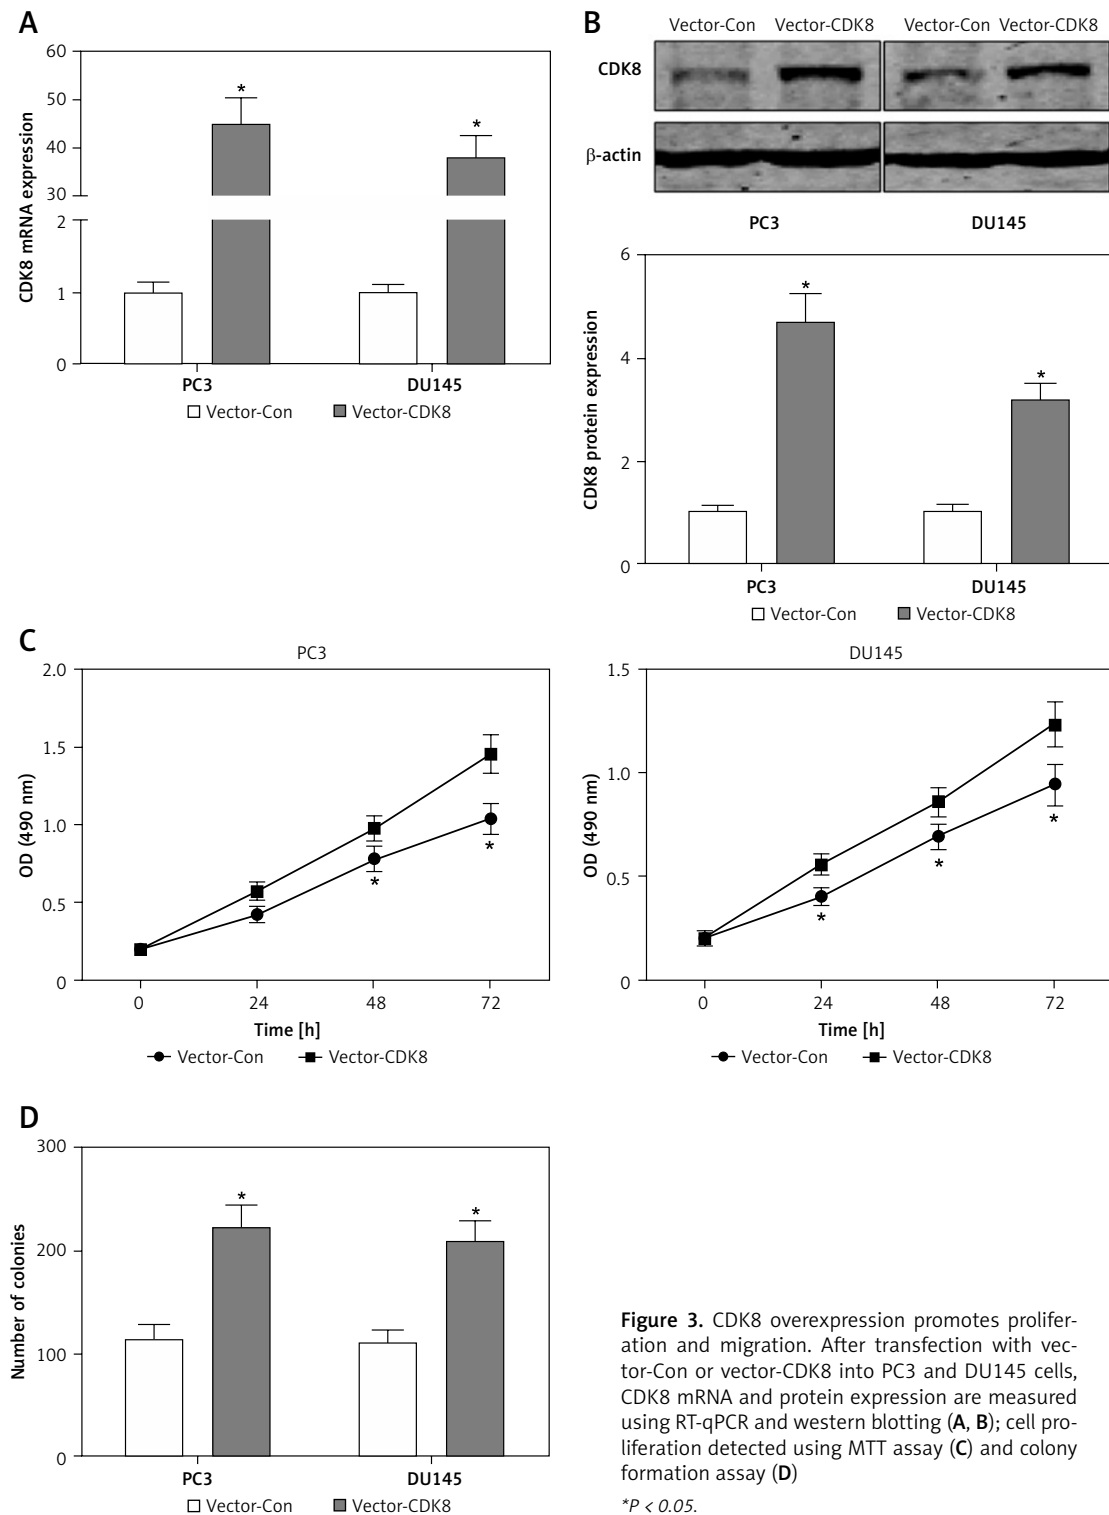 A
60
50
40
30
2
1
0
CDK8 mRNA expression
*
*
PC3 DU145
Vector-Con Vector-CDK8
B
Vector-Con Vector-CDK8 Vector-Con Vector-CDK8
CDK8
β-actin
PC3 DU145
6
4
2
0
CDK8 protein expression
*
*
PC3 DU145
Vector-Con Vector-CDK8
C
PC3
2.0
1.5
1.0
0.5
0
OD (490 nm)
*
*
0 24 48 72
Time [h]
Vector-Con Vector-CDK8
DU145
1.5
1.0
0.5
0
OD (490 nm)
*
*
*
0 24 48 72
Time [h]
Vector-Con Vector-CDK8
D
300
200
100
0
Number of colonies
*
*
PC3 DU145
Vector-Con Vector-CDK8
Figure 3. CDK8 overexpression promotes prolifer-
ation and migration. After transfection with vec-
tor-Con or vector-CDK8 into PC3 and DU145 cells,
CDK8 mRNA and protein expression are measured
using RT-qPCR and western blotting (A, B); cell pro-
liferation detected using MTT assay (C) and colony
formation assay (D)
*P < 0.05.